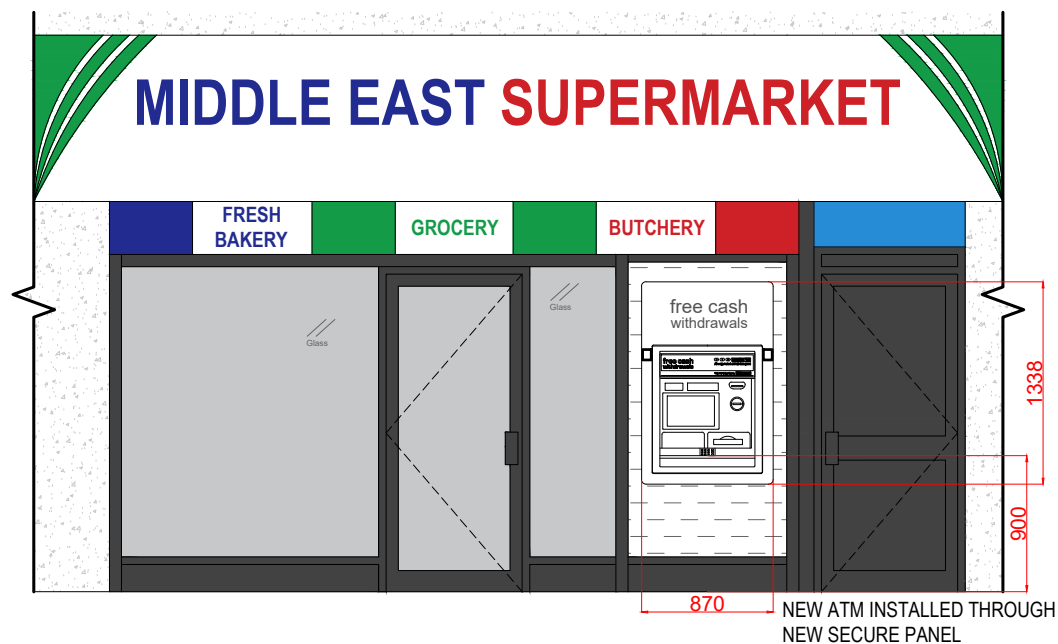 MIDDLE EAST SUPERMARKET
FRESH
BAKERY
GROCERY
BUTCHERY
Glass
Glass
free cash
withdrawals
free cash
1338
900
870
NEW ATM INSTALLED THROUGH
NEW SECURE PANEL